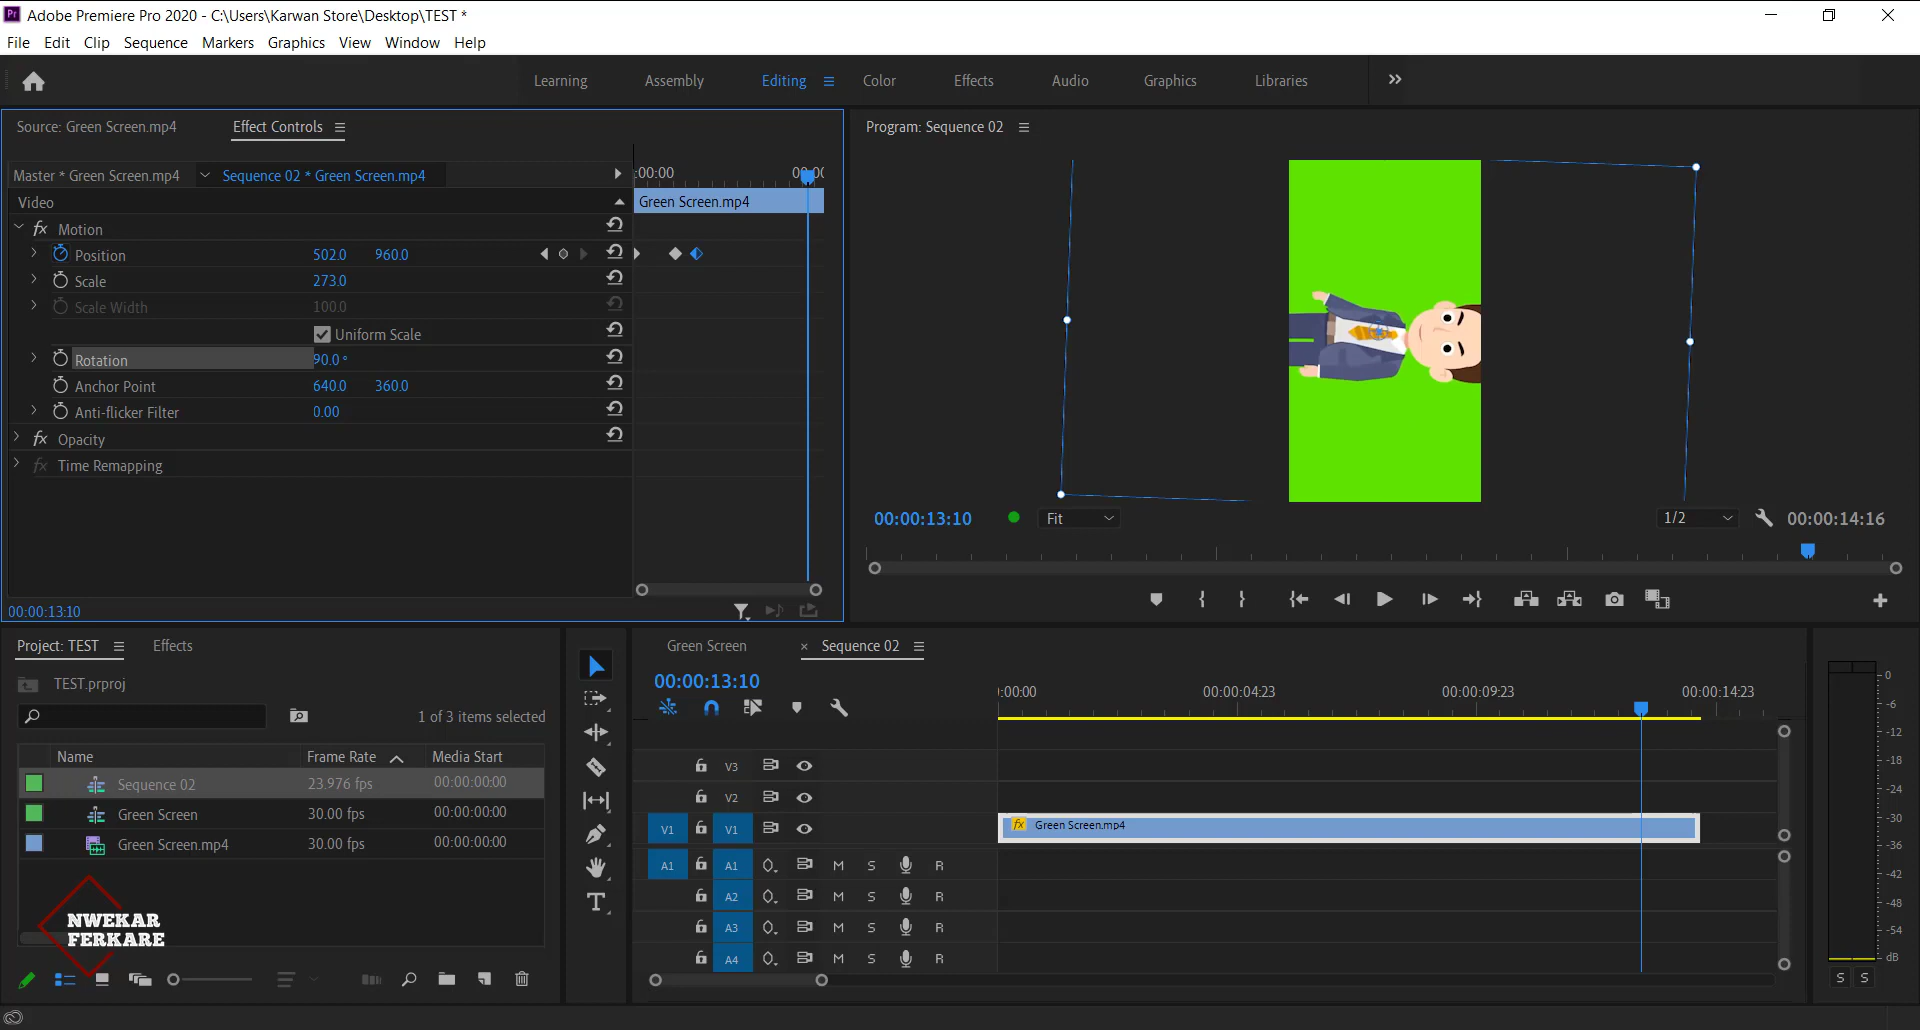 Adobe Premiere Pro 2020 - C:\Users\Karwan Store\Desktop\TEST *
File Edit Clip Sequence Markers Graphics View Window Help
Learning Assembly Editing Color Effects Audio Graphics Libraries
Source: Green Screen.mp4 Effect Controls
Program: Sequence 02
Master * Green Screen.mp4 Sequence 02 * Green Screen.mp4
:00:00
Video
Green Screen.mp4
fx Motion
Position 502.0 960.0
Scale 273.0
Scale Width 100.0
Uniform Scale
Rotation 90.0 °
Anchor Point 640.0 360.0
Anti-flicker Filter 0.00
fx Opacity
fx Time Remapping
00:00:13:10
00:00:13:10 Fit 1/2 00:00:14:16
Project: TEST Effects
TEST.prproj
1 of 3 items selected
Name Frame Rate Media Start
Sequence 02 23.976 fps 00:00:00:00
Green Screen 30.00 fps 00:00:00:00
Green Screen.mp4 30.00 fps 00:00:00:00
NWEKAR
FERKARE
Green Screen × Sequence 02
00:00:13:10
:00:00 00:00:04:23 00:00:09:23 00:00:14:23
V3
V2
V1 V1 fx Green Screen.mp4
A1 A1 M S R
A2 M S R
A3 M S R
A4 M S R
0
-6
-12
-18
-24
-30
-36
-42
-48
-54
dB
S S